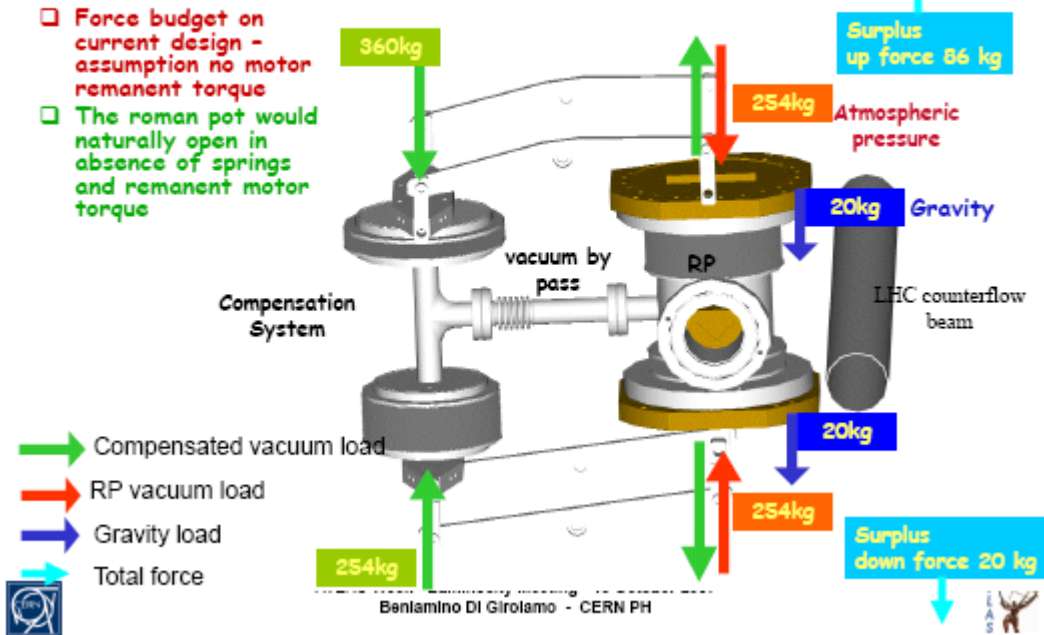 ❑ Force budget on
current design –
assumption no motor
remanent torque
❑ The roman pot would
naturally open in
absence of springs
and remanent motor
torque
360kg
Surplus
up force 86 kg
254kg
Atmospheric
pressure
20kg
Gravity
vacuum by
pass
RP
Compensation
System
LHC counterflow
beam
20kg
Compensated vacuum load
RP vacuum load
Gravity load
Total force
254kg
254kg
Surplus
down force 20 kg
Beniamino Di Girolamo - CERN PH
CERN